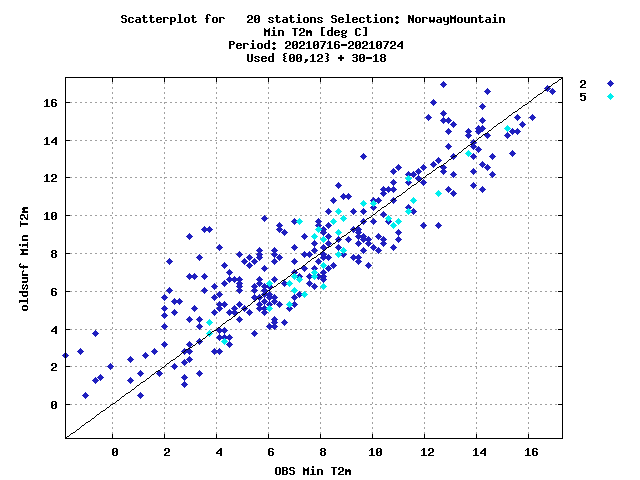 Scatterplot for   20 stations Selection: NorwayMountain
Min T2m [deg C]
Period: 20210716-20210724
Used {00,12} + 30-18
2
5
16
14
12
10
8
6
4
2
0
oldsurf Min T2m
0 2 4 6 8 10 12 14 16
OBS Min T2m